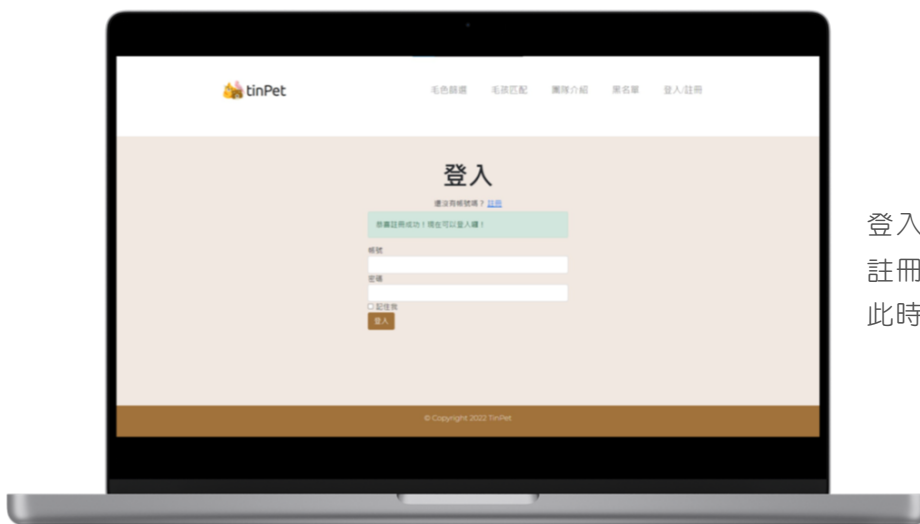 tinPet
毛色篩選 毛孩匹配 團隊介紹 黑名單 登入/註冊
登入
還沒有帳號嗎？ 註冊
恭喜註冊成功！現在可以登入囉！
帳號
密碼
記住我
登入
© Copyright 2022 TinPet
登入
註冊
此時